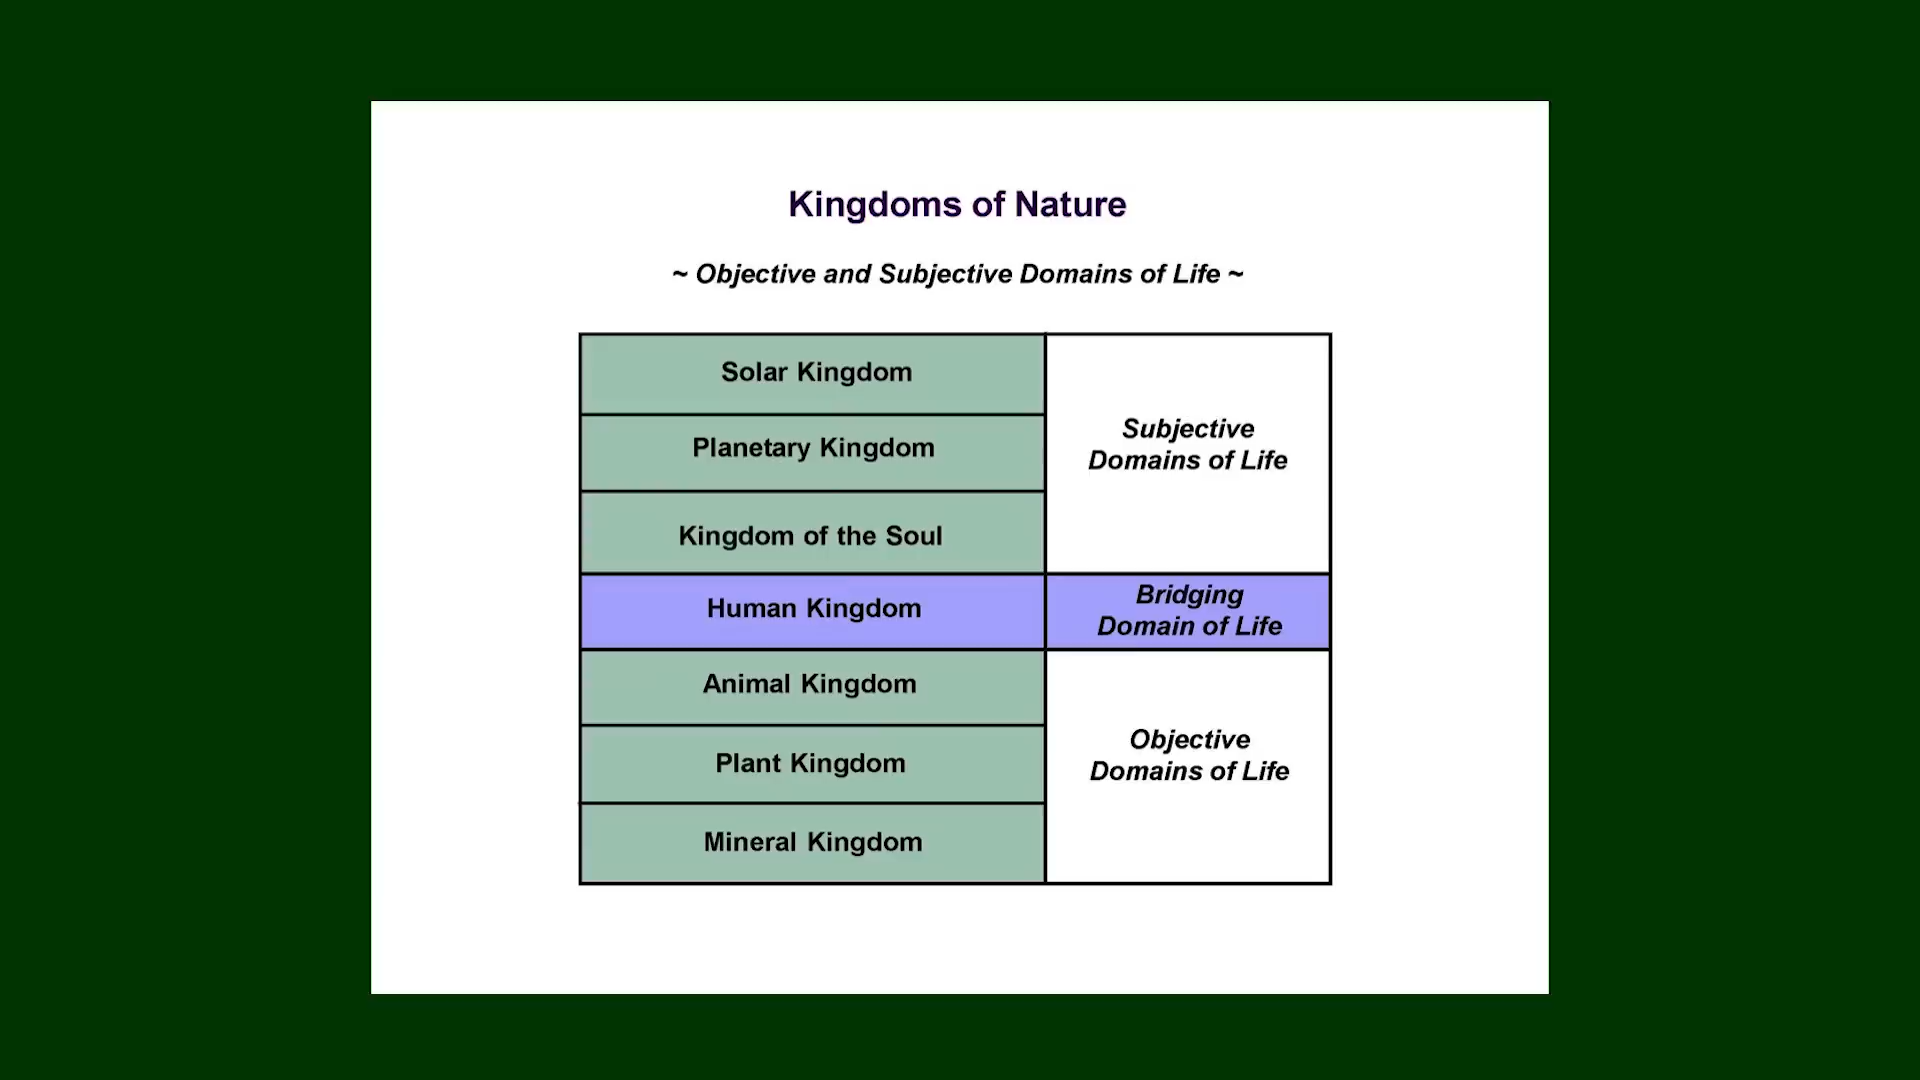 Kingdoms of Nature
~ Objective and Subjective Domains of Life ~
Solar Kingdom
Planetary Kingdom
Kingdom of the Soul
Subjective
Domains of Life
Human Kingdom
Bridging
Domain of Life
Animal Kingdom
Plant Kingdom
Mineral Kingdom
Objective
Domains of Life